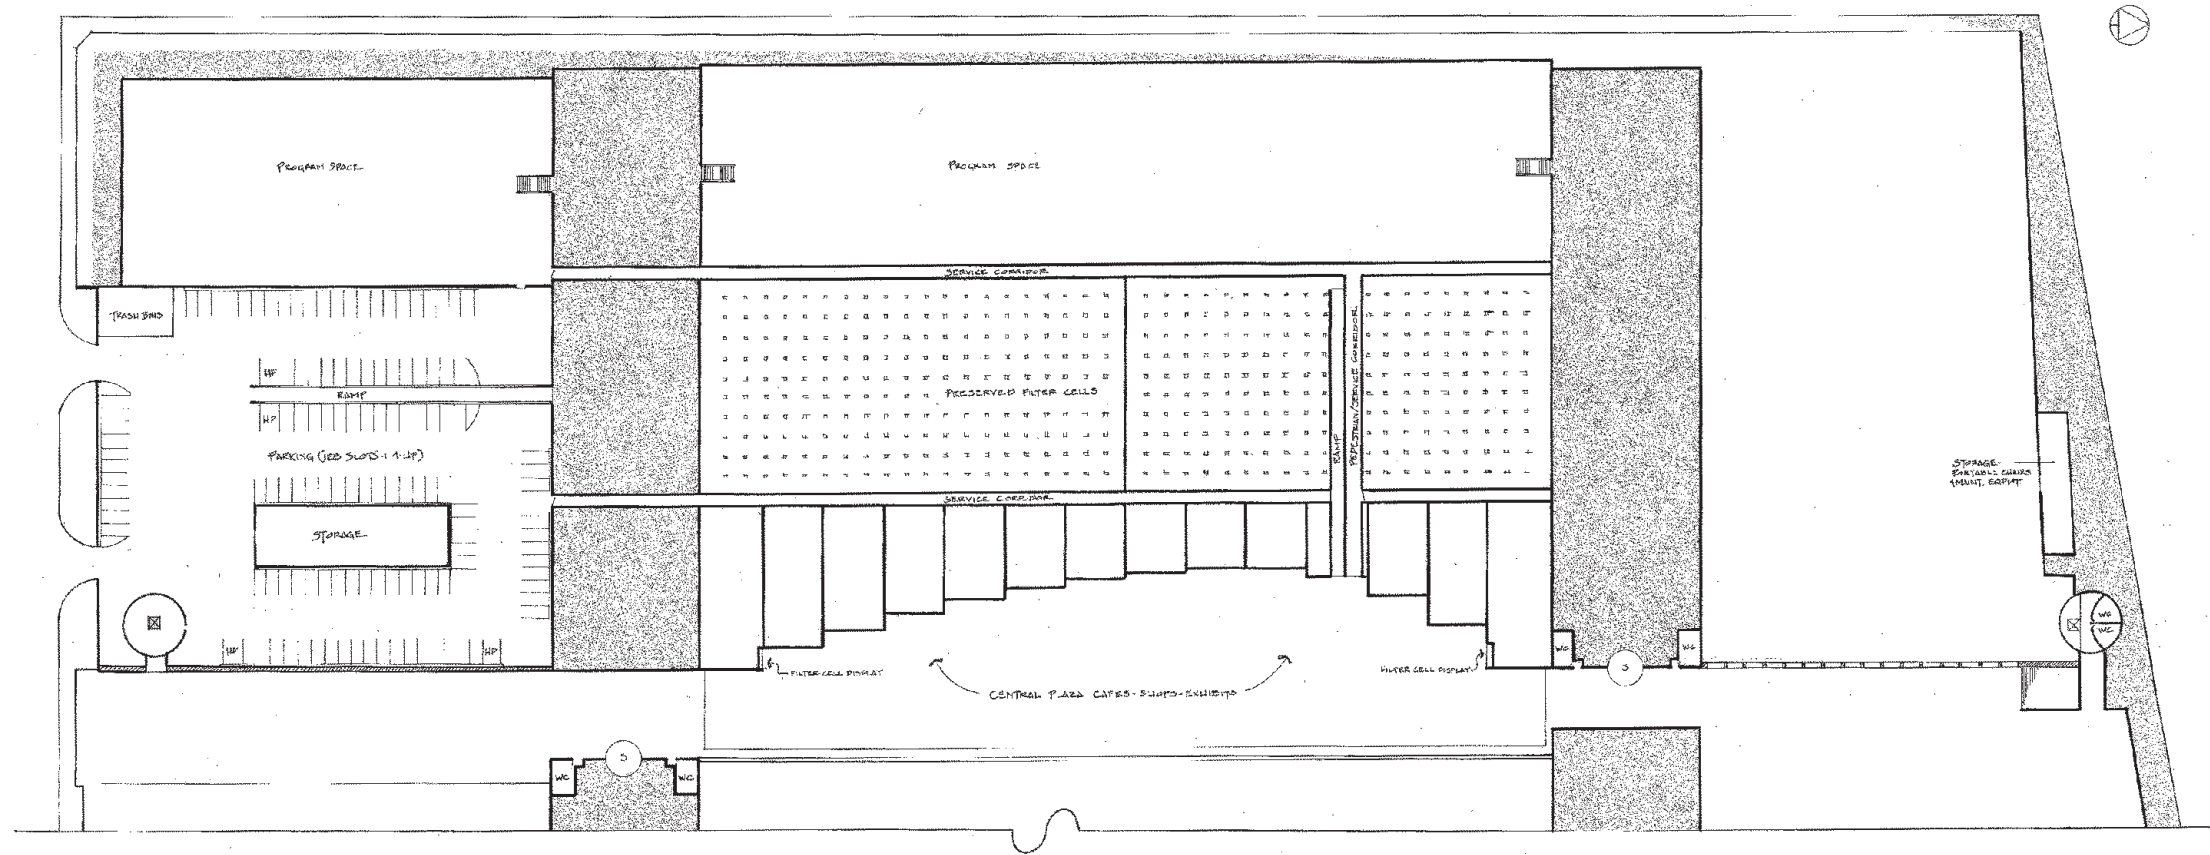 PROGRAM SPACE
PROGRAM SPACE
SERVICE CORRIDOR
TRASH BINS
HP
RAMP
HP
PRESERVED FILTER CELLS
RAMP
PEDESTRIAN/SERVICE CORRIDOR
PARKING
STORAGE
PORTABLE CHAIRS
SERVICE CORRIDOR
STORAGE
WC
WC
HP
HP
FILTER CELL DISPLAY
FILTER CELL DISPLAY
WC
S
WC
CENTRAL PLAZA CAFES-SHOPS-EXHIBITS
WC
S
WC